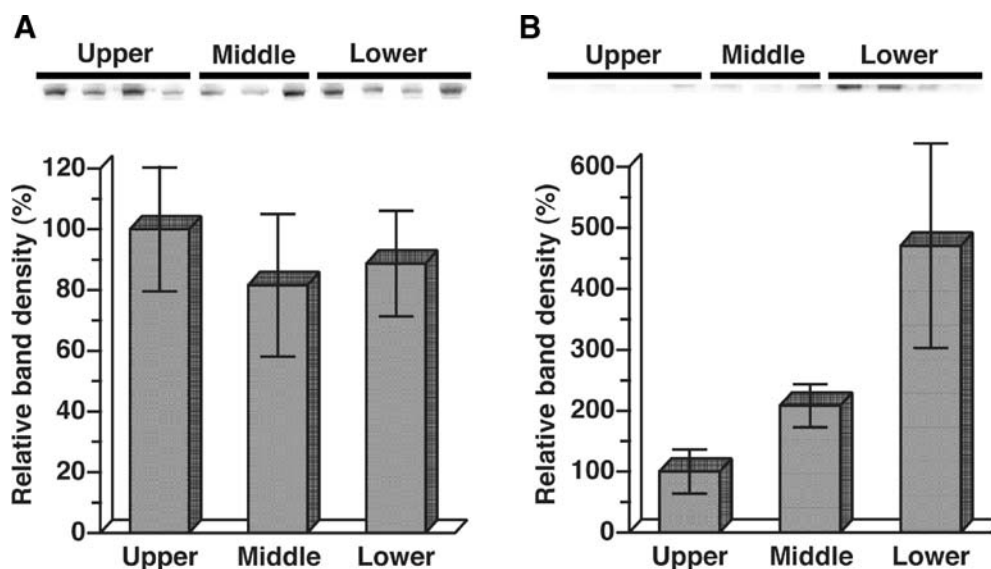 A
Upper Middle Lower
Relative band density (%)
120
100
80
60
40
20
0
Upper Middle Lower
B
Upper Middle Lower
Relative band density (%)
600
500
400
300
200
100
0
Upper Middle Lower